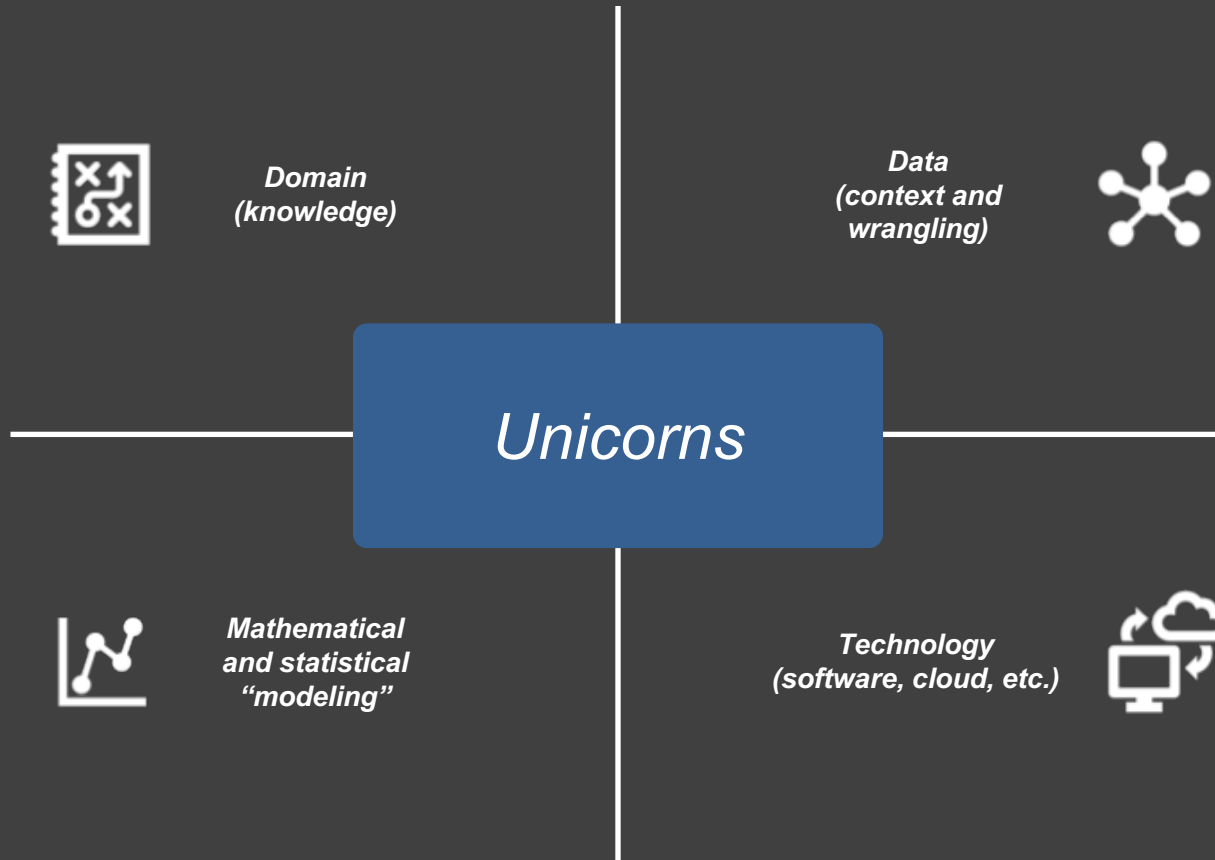 Domain
(knowledge)
Data
(context and
wrangling)
Unicorns
Mathematical
and statistical
“modeling”
Technology
(software, cloud, etc.)